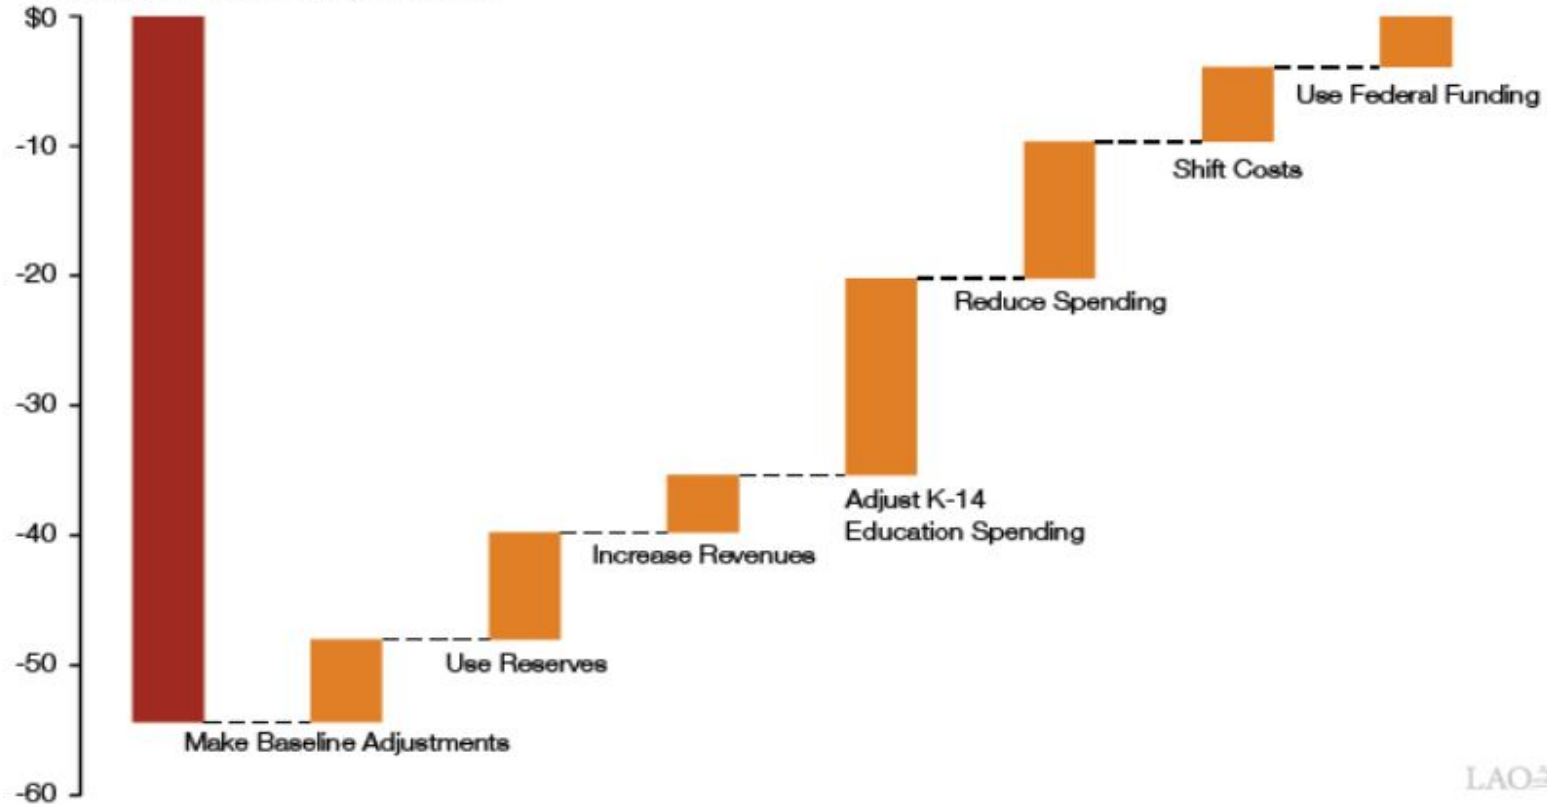 $0
Use Federal Funding
-10
Shift Costs
-20
Reduce Spending
-30
Adjust K-14
Education Spending
-40
Increase Revenues
-50
Use Reserves
Make Baseline Adjustments
-60
LAO